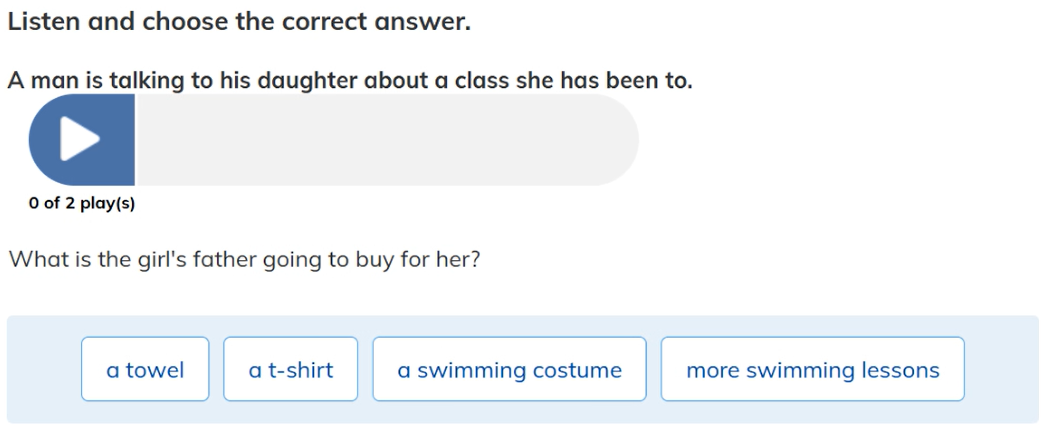 Listen and choose the correct answer.
A man is talking to his daughter about a class she has been to.
0 of 2 play(s)
What is the girl's father going to buy for her?
a towel
a t-shirt
a swimming costume
more swimming lessons